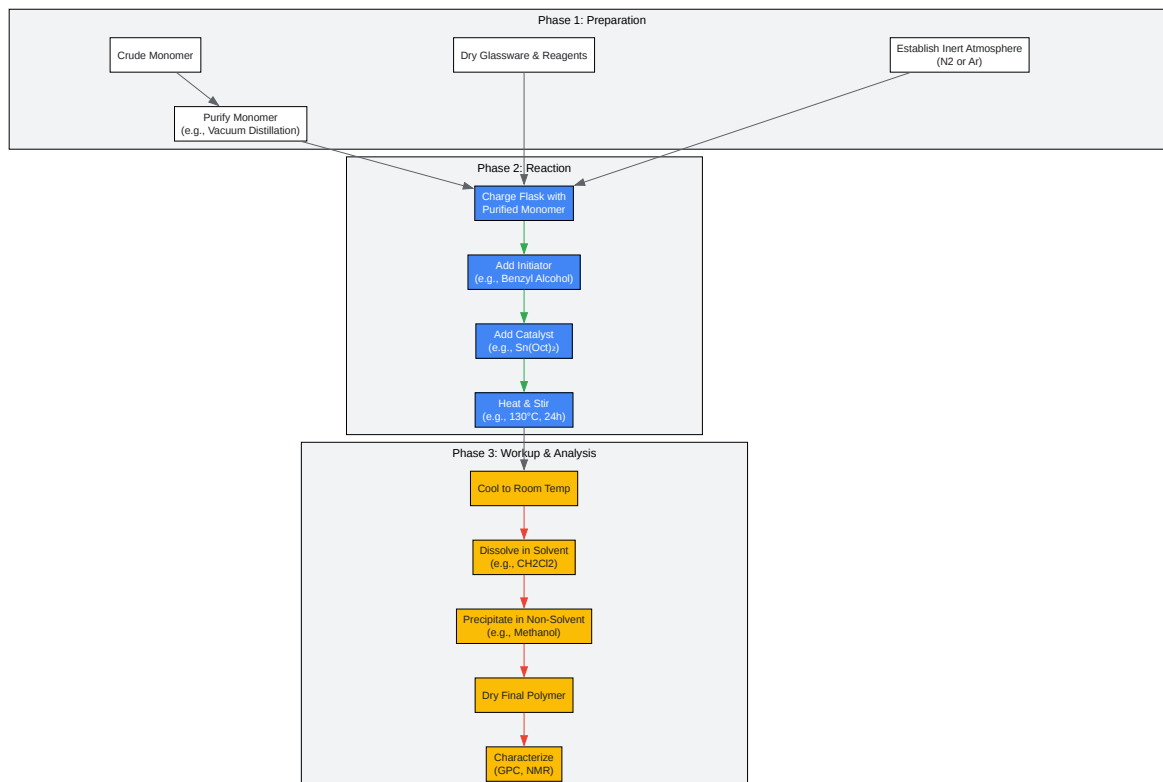 Phase 1: Preparation
Crude Monomer
Dry Glassware & Reagents
Establish Inert Atmosphere
(N2 or Ar)
Purify Monomer
(e.g., Vacuum Distillation)
Phase 2: Reaction
Charge Flask with
Purified Monomer
Add Initiator
(e.g., Benzyl Alcohol)
Add Catalyst
(e.g., Sn(Oct)₂)
Heat & Stir
(e.g., 130°C, 24h)
Phase 3: Workup & Analysis
Cool to Room Temp
Dissolve in Solvent
(e.g., CH2Cl2)
Precipitate in Non-Solvent
(e.g., Methanol)
Dry Final Polymer
Characterize
(GPC, NMR)